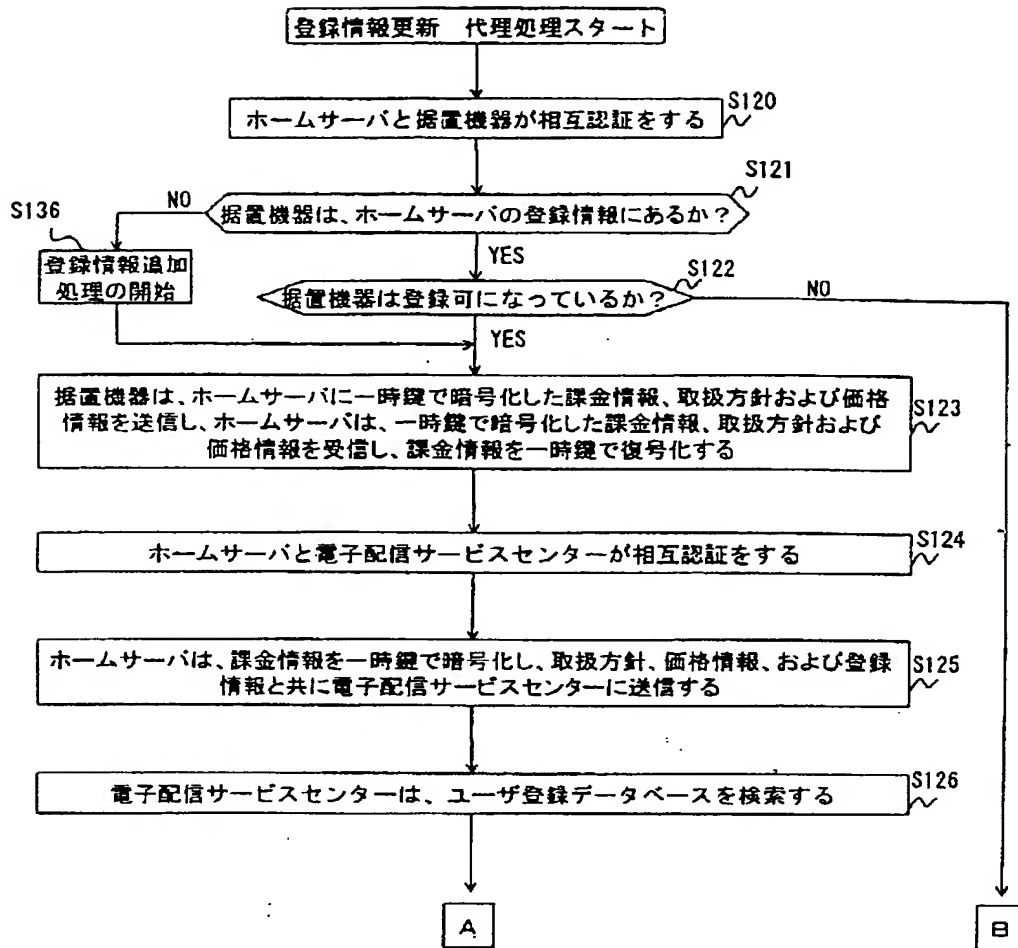 登録情報更新　代理処理スタート
S120
ホームサーバと据置機器が相互認証をする
S121
NO
据置機器は、ホームサーバの登録情報にあるか？
S136
YES
登録情報追加
処理の開始
S122
据置機器は登録可になっているか？
NO
YES
据置機器は、ホームサーバに一時鍵で暗号化した課金情報、取扱方針および価格
情報を送信し、ホームサーバは、一時鍵で暗号化した課金情報、取扱方針および
価格情報を受信し、課金情報を一時鍵で復号化する
S123
ホームサーバと電子配信サービスセンターが相互認証をする
S124
ホームサーバは、課金情報を一時鍵で暗号化し、取扱方針、価格情報、および登録
情報と共に電子配信サービスセンターに送信する
S125
電子配信サービスセンターは、ユーザ登録データベースを検索する
S126
A
B